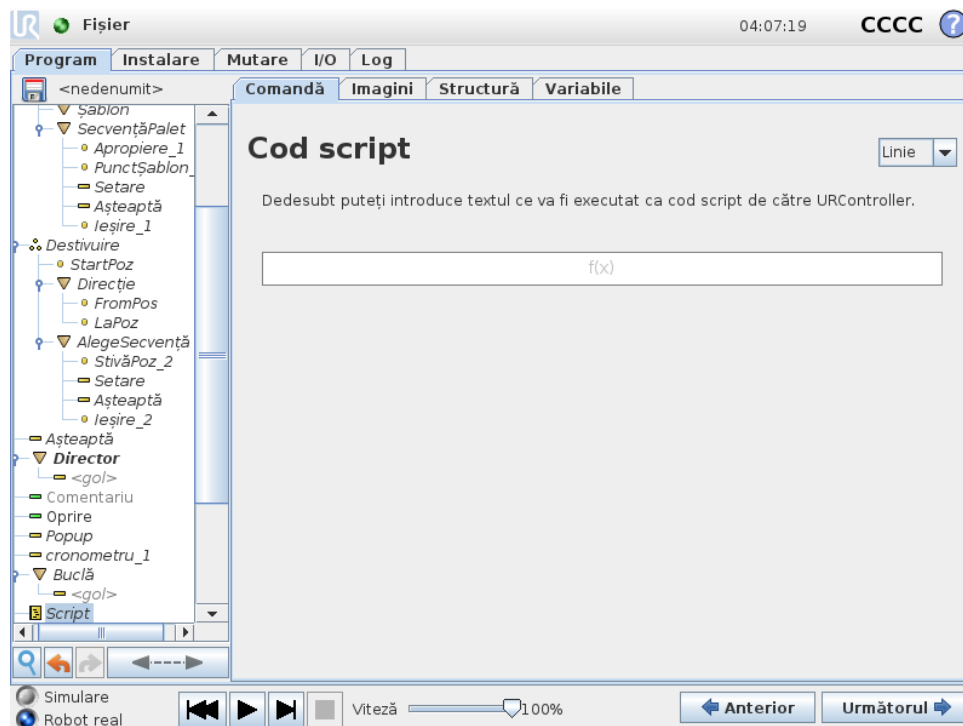 UR Fișier 04:07:19 CCCC ?
Program Instalare Mutare I/O Log
<nedenumit> Comandă Imagini Structură Variabile
Șablon
SecvențăPalet
Apropiere_1
PunctȘablon_
Setare
Așteaptă
Ieșire_1
Destivuire
StartPoz
Direcție
FromPos
LaPoz
AlegeSecvență
StivăPoz_2
Setare
Așteaptă
Ieșire_2
Așteaptă
Director
<gol>
Comentariu
Oprire
Popup
cronometru_1
Buclă
<gol>
Script
Cod script
Linie
Dedesubt puteți introduce textul ce va fi executat ca cod script de către URController.
f(x)
Simulare
Robot real
Viteză 100%
Anterior Următorul